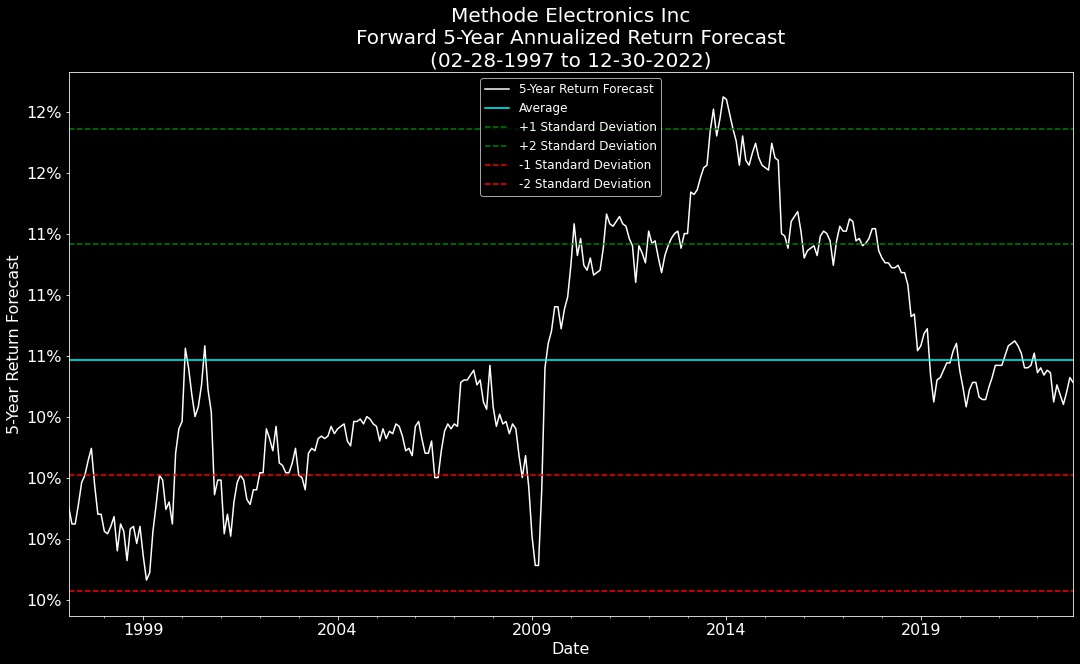 Methode Electronics Inc
Forward 5-Year Annualized Return Forecast
(02-28-1997 to 12-30-2022)
5-Year Return Forecast
Average
+1 Standard Deviation
+2 Standard Deviation
-1 Standard Deviation
-2 Standard Deviation
12%
12%
11%
11%
11%
10%
10%
10%
10%
5-Year Return Forecast
1999 2004 2009 2014 2019
Date